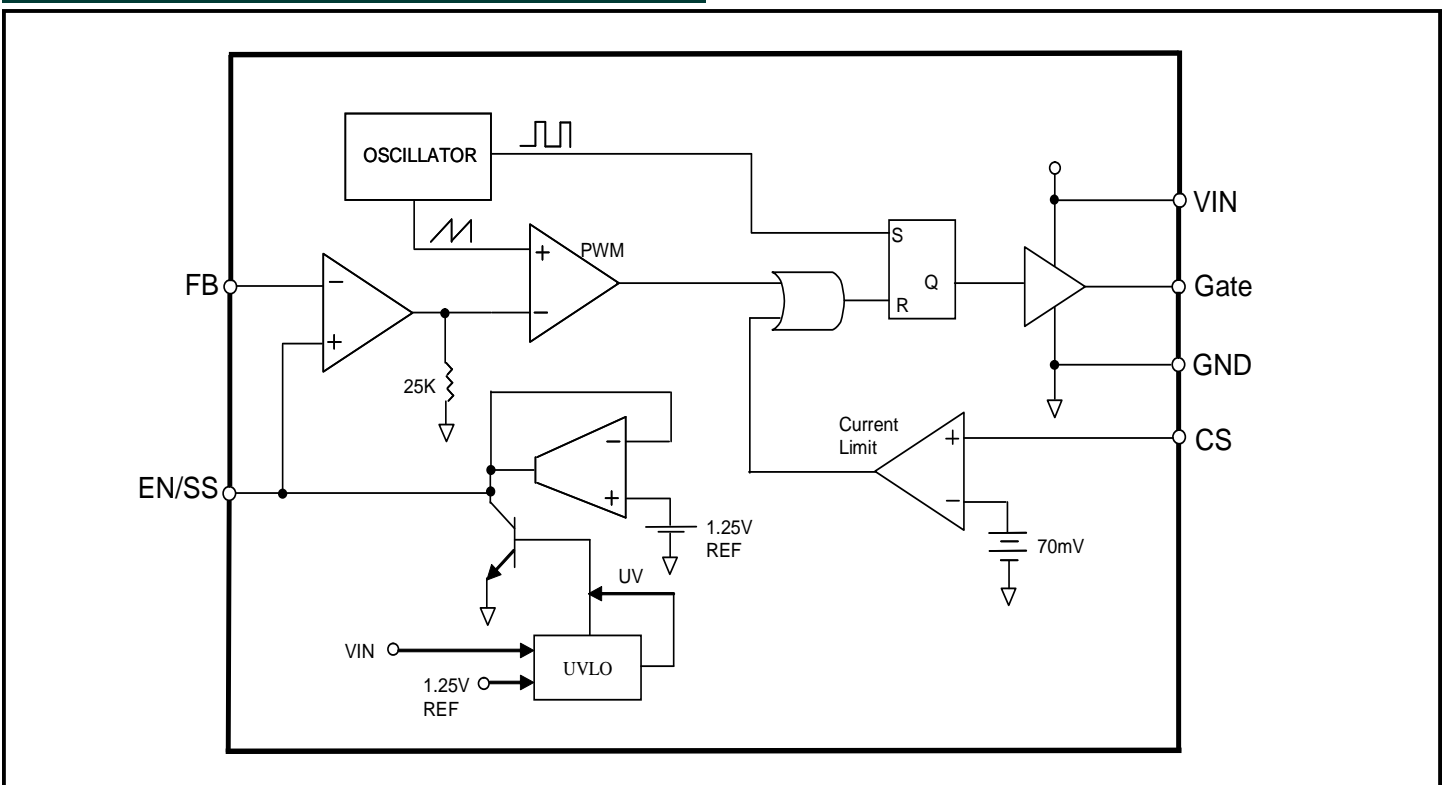 OSCILLATOR
VIN
S
PWM
+
FB
−
Q
Gate
R
−
+
GND
25K
Current
Limit
+
CS
−
EN/SS
+
−
1.25V
REF
70mV
UV
VIN
UVLO
1.25V
REF